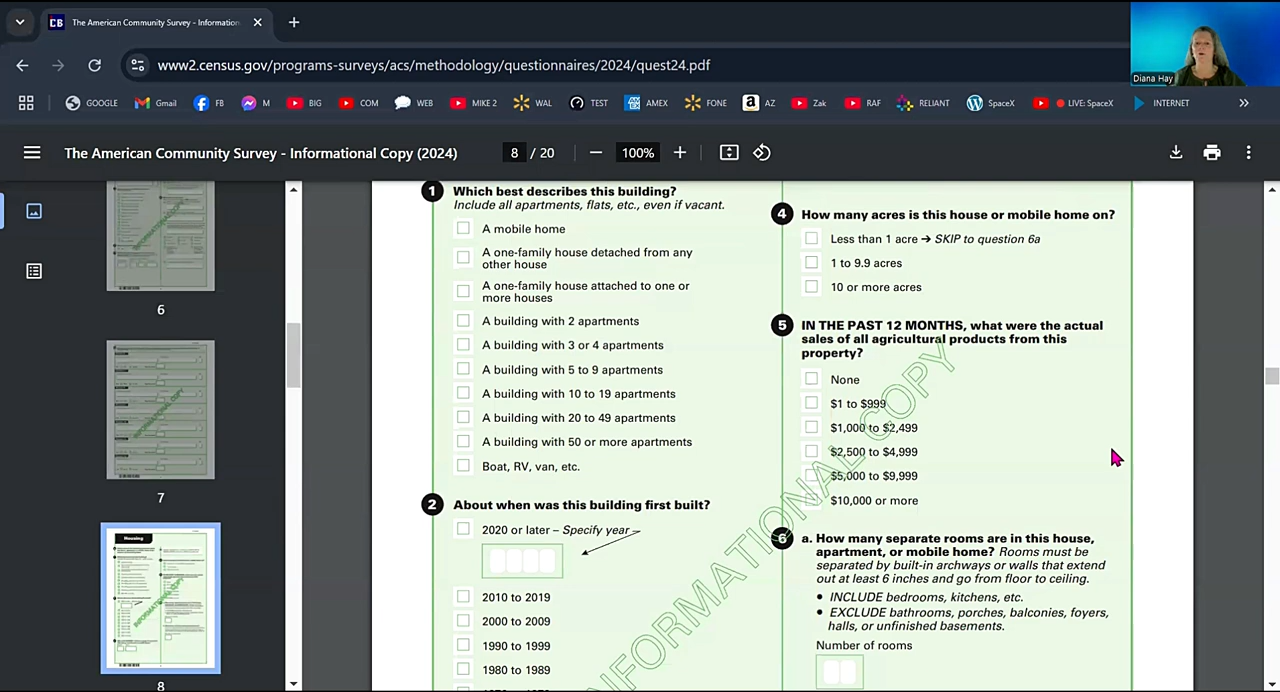 CB The American Community Survey - Information
www2.census.gov/programs-surveys/acs/methodology/questionnaires/2024/quest24.pdf
GOOGLE Gmail FB M BIG COM WEB MIKE 2 WAL TEST AMEX FONE AZ Zak RAF RELIANT SpaceX LIVE: SpaceX INTERNET
Diana Hay
The American Community Survey - Informational Copy (2024) 8 / 20 100%
6
7
Housing
8
1 Which best describes this building?
Include all apartments, flats, etc., even if vacant.
A mobile home
A one-family house detached from any
other house
A one-family house attached to one or
more houses
A building with 2 apartments
A building with 3 or 4 apartments
A building with 5 to 9 apartments
A building with 10 to 19 apartments
A building with 20 to 49 apartments
A building with 50 or more apartments
Boat, RV, van, etc.
2 About when was this building first built?
2020 or later – Specify year
2010 to 2019
2000 to 2009
1990 to 1999
1980 to 1989
4 How many acres is this house or mobile home on?
Less than 1 acre → SKIP to question 6a
1 to 9.9 acres
10 or more acres
5 IN THE PAST 12 MONTHS, what were the actual
sales of all agricultural products from this
property?
None
$1 to $999
$1,000 to $2,499
$2,500 to $4,999
$5,000 to $9,999
$10,000 or more
6 a. How many separate rooms are in this house,
apartment, or mobile home? Rooms must be
separated by built-in archways or walls that extend
out at least 6 inches and go from floor to ceiling.
• INCLUDE bedrooms, kitchens, etc.
• EXCLUDE bathrooms, porches, balconies, foyers,
halls, or unfinished basements.
Number of rooms
INFORMATIONAL COPY